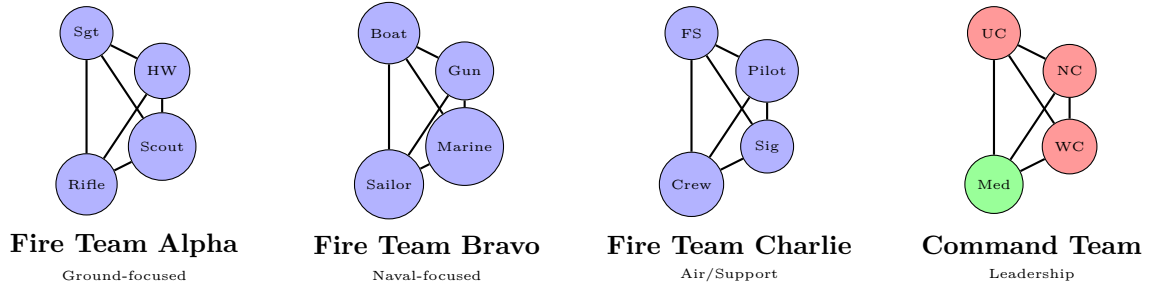 Sgt
HW
Scout
Rifle
Fire Team Alpha
Ground-focused
Boat
Gun
Marine
Sailor
Fire Team Bravo
Naval-focused
FS
Pilot
Sig
Crew
Fire Team Charlie
Air/Support
UC
NC
WC
Med
Command Team
Leadership